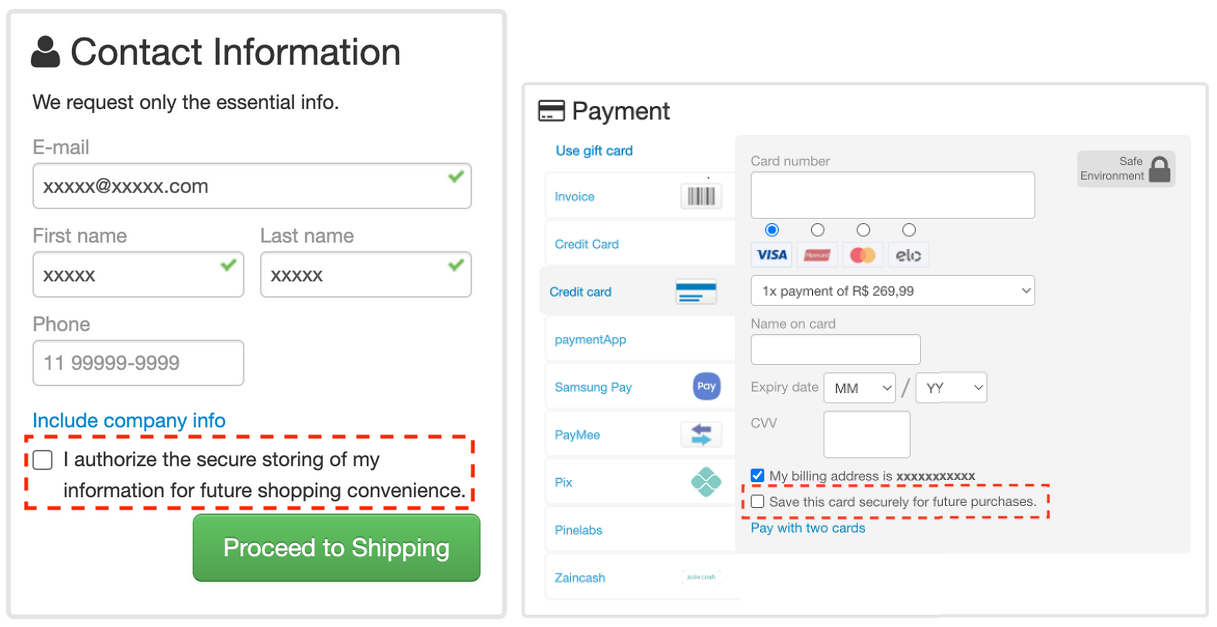 Contact Information
We request only the essential info.
E-mail
xxxxx@xxxxx.com
First name
Last name
xxxxx
xxxxx
Phone
11 99999-9999
Include company info
I authorize the secure storing of my
information for future shopping convenience.
Proceed to Shipping
Payment
Use gift card
Invoice
Credit Card
Credit card
paymentApp
Samsung Pay
Pay
PayMee
Pix
Pinelabs
Zaincash
zain cash
Card number
Safe
Environment
VISA
Hipercard
elo
1x payment of R$ 269,99
Name on card
Expiry date
MM
/
YY
CVV
My billing address is xxxxxxxxxxx
Save this card securely for future purchases.
Pay with two cards